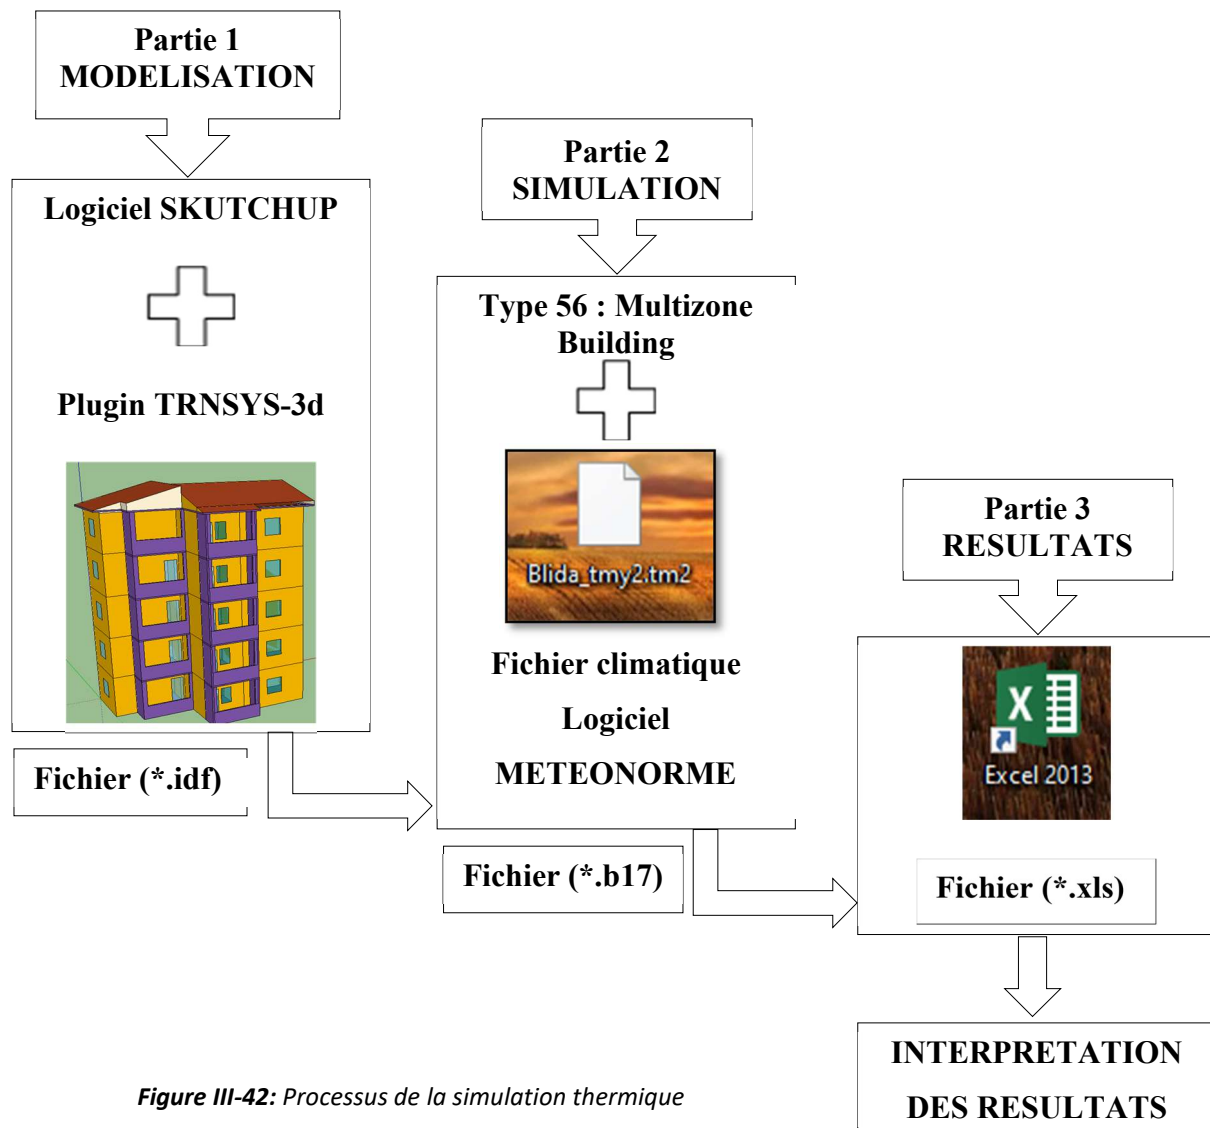 Partie 1
MODELISATION
Logiciel SKUTCHUP
Plugin TRNSYS-3d
Fichier (*.idf)
Partie 2
SIMULATION
Type 56 : Multizone
Building
Blida_tmy2.tm2
Fichier climatique
Logiciel
METEONORME
Fichier (*.b17)
Partie 3
RESULTATS
X
Excel 2013
Fichier (*.xls)
INTERPRETATION
DES RESULTATS
Figure III-42: Processus de la simulation thermique